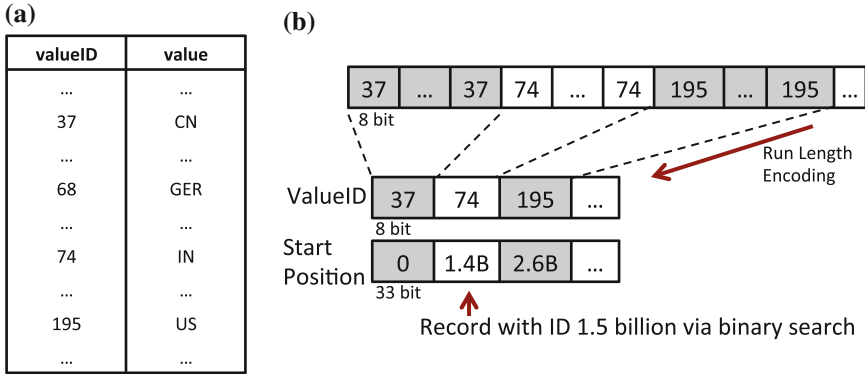 (a)
valueID value
... ...
37 CN
... ...
68 GER
... ...
74 IN
... ...
195 US
... ...
(b)
37 ... 37 74 ... 74 195 ... 195 ...
8 bit
Run Length
Encoding
ValueID 37 74 195 ...
8 bit
Start
Position 0 1.4B 2.6B ...
33 bit
Record with ID 1.5 billion via binary search